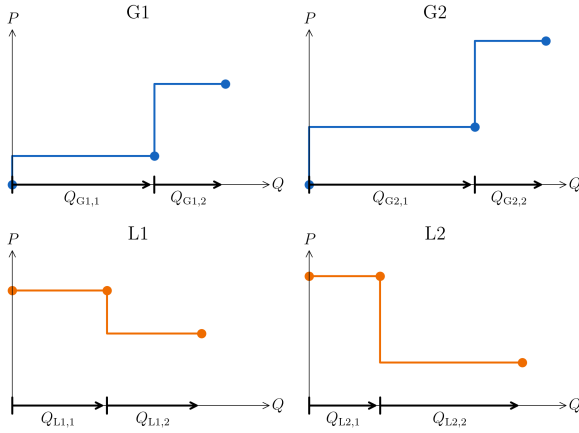 G1
P
Q
Q_{G1,1}
Q_{G1,2}
G2
P
Q
Q_{G2,1}
Q_{G2,2}
L1
P
Q
Q_{L1,1}
Q_{L1,2}
L2
P
Q
Q_{L2,1}
Q_{L2,2}